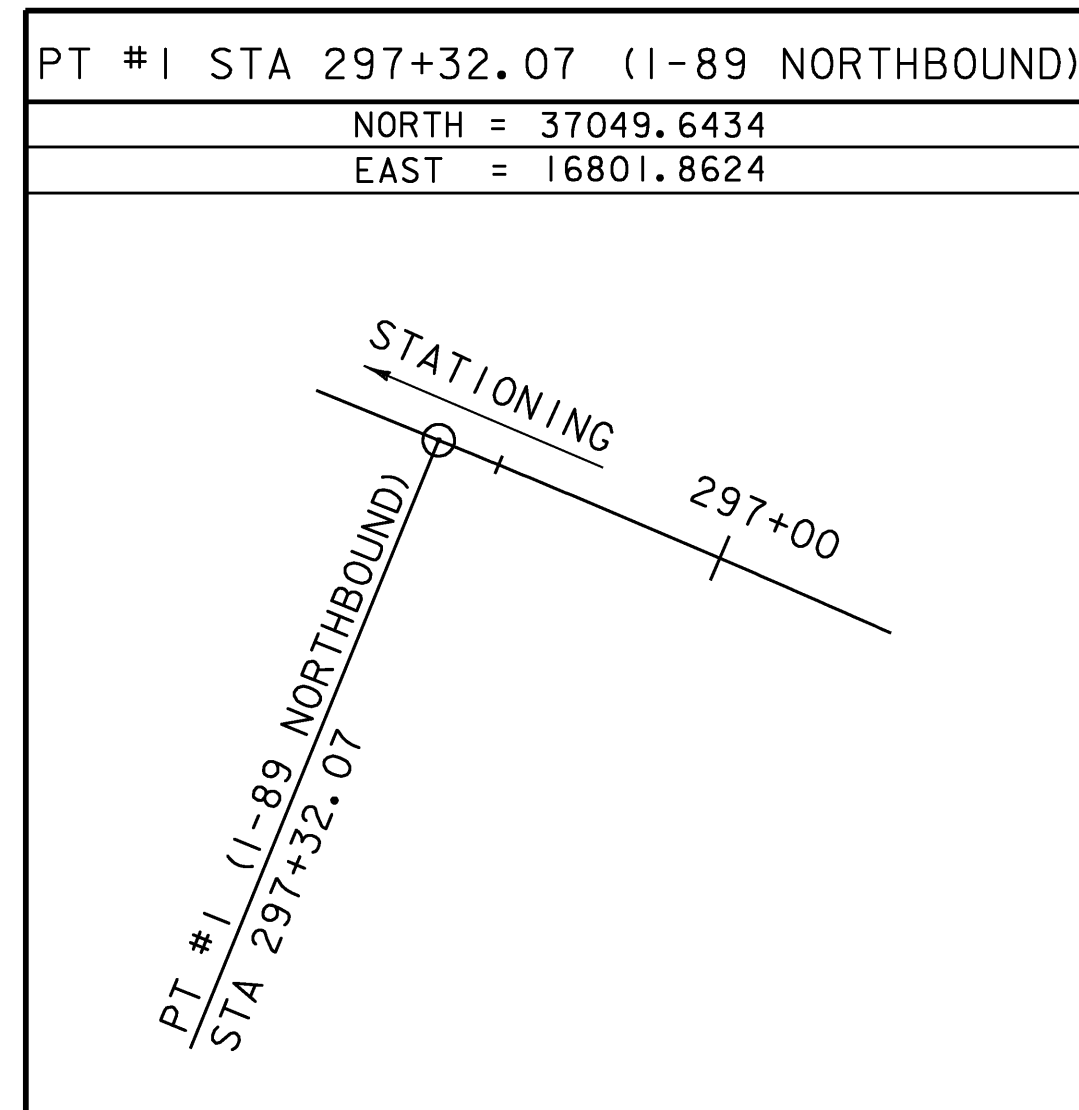 PT #1 STA 297+32.07 (I-89 NORTHBOUND)
NORTH = 37049.6434
EAST = 16801.8624
STATIONING
297+00
PT #1 (I-89 NORTHBOUND)
STA 297+32.07